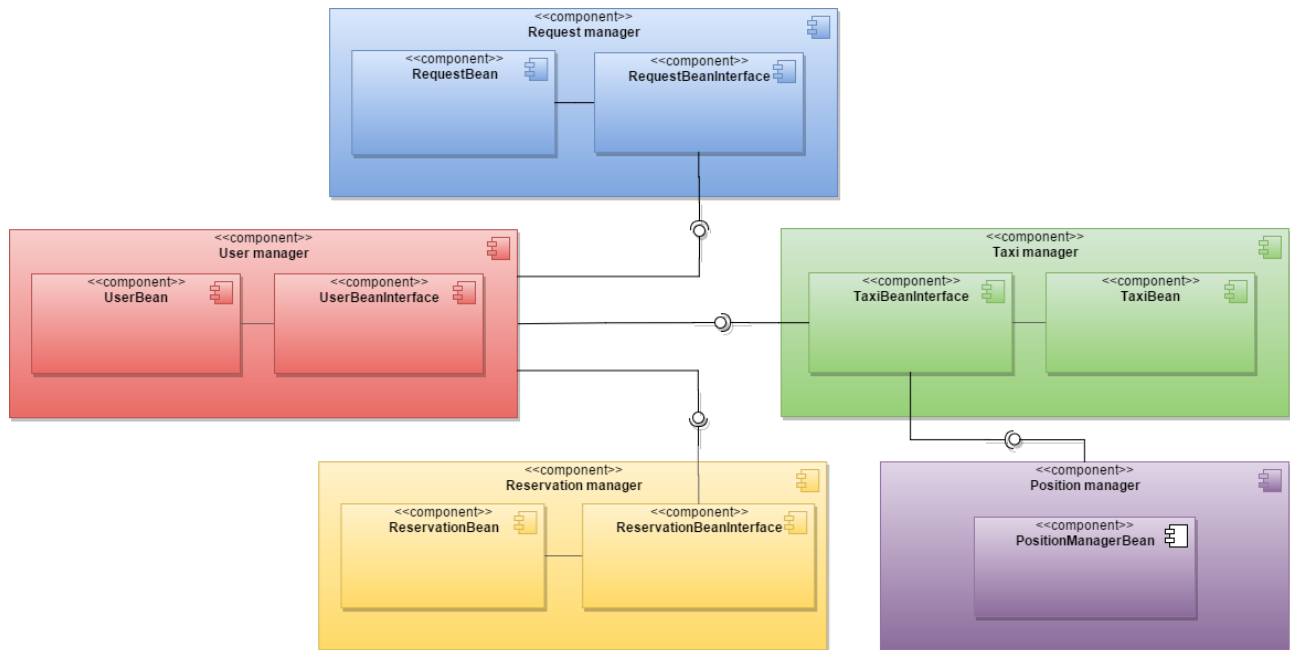 <<component>>
Request manager
<<component>>
RequestBean
<<component>>
RequestBeanInterface
<<component>>
User manager
<<component>>
UserBean
<<component>>
UserBeanInterface
<<component>>
Taxi manager
<<component>>
TaxiBeanInterface
<<component>>
TaxiBean
<<component>>
Reservation manager
<<component>>
ReservationBean
<<component>>
ReservationBeanInterface
<<component>>
Position manager
<<component>>
PositionManagerBean